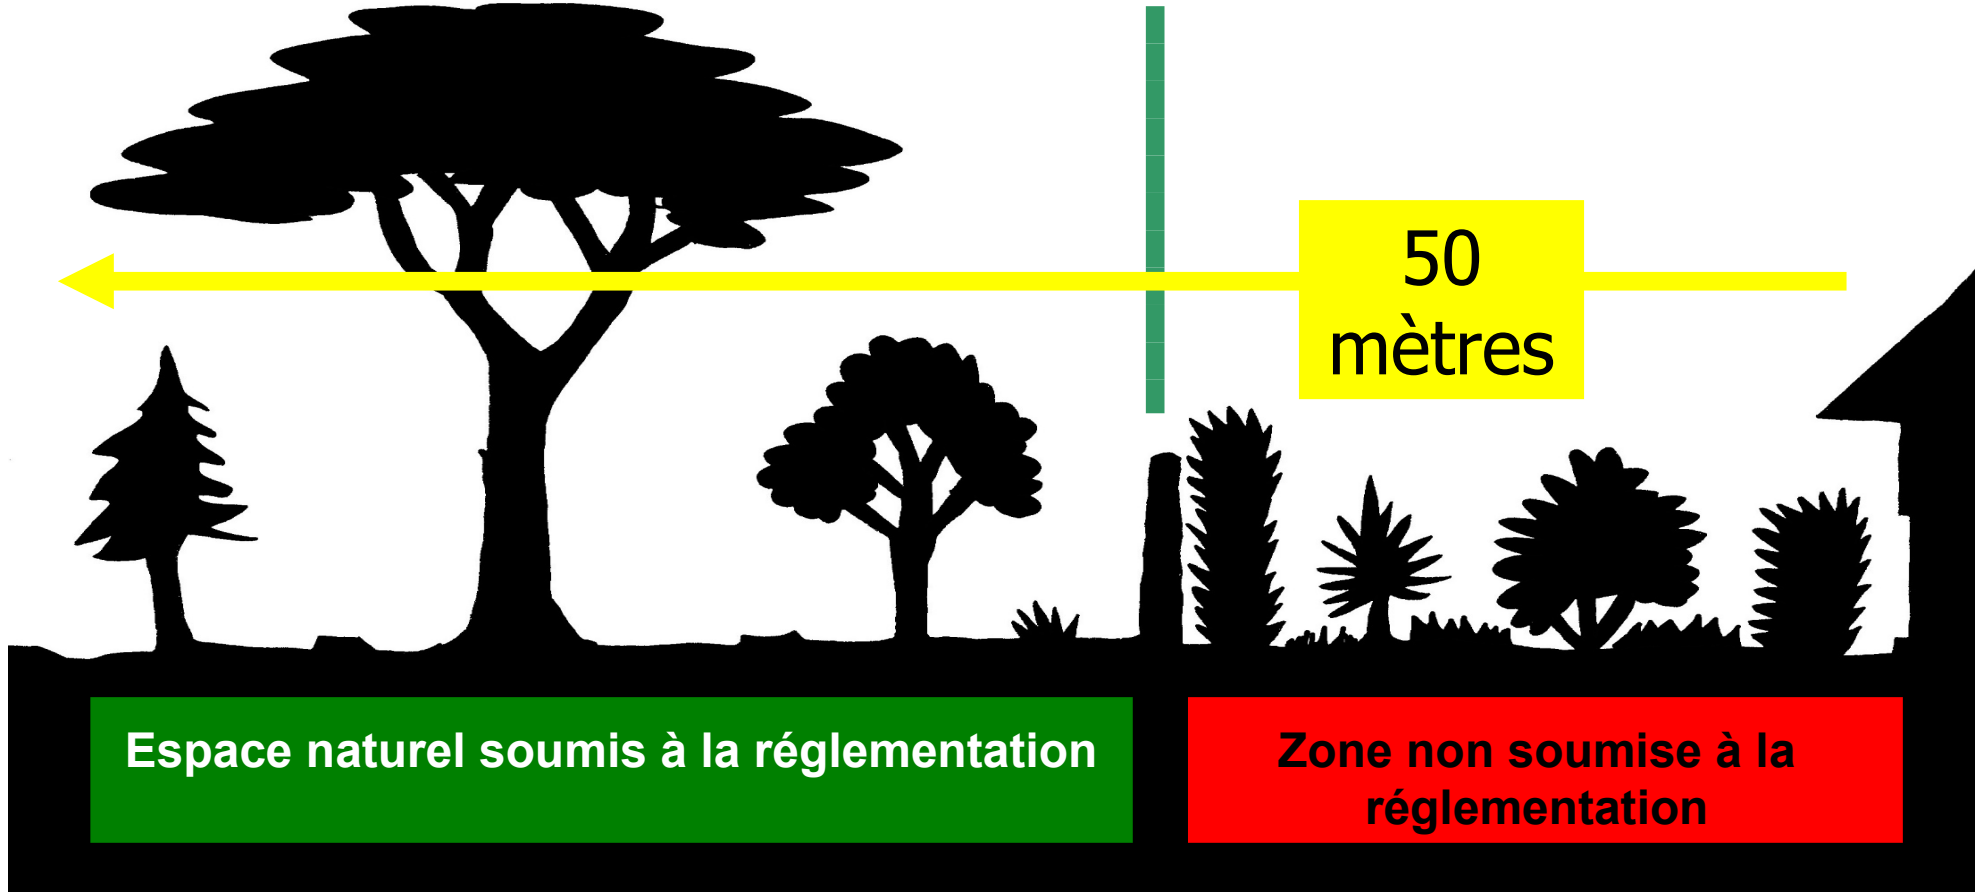 50
mètres
Espace naturel soumis à la réglementation
Zone non soumise à la
réglementation